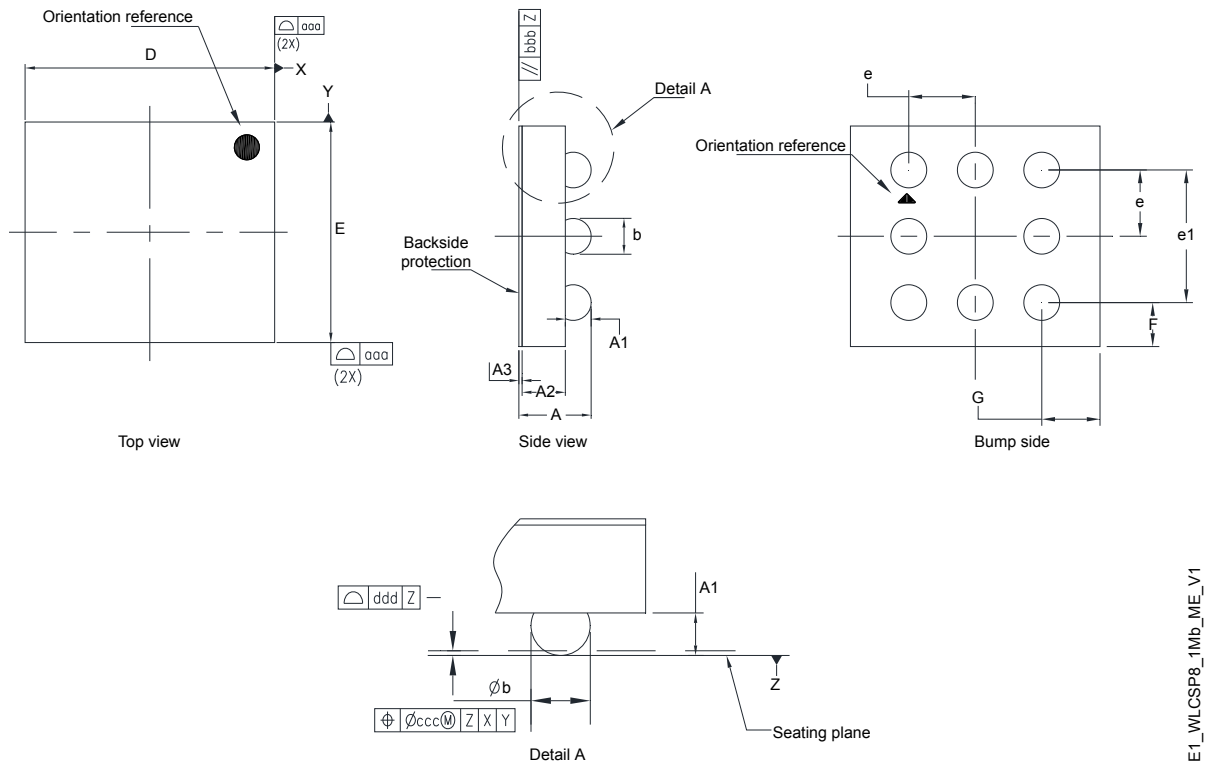 Orientation reference
aaa
(2X)
D
X
Y
E
aaa
(2X)
Top view
// bbb Z
Detail A
b
Backside
protection
A1
A3
A2
A
Side view
e
Orientation reference
e
e1
F
G
Bump side
ddd Z
A1
Z
Øb
⌖ Øccc Ⓜ Z X Y
Seating plane
Detail A
E1_WLCSP8_1Mb_ME_V1